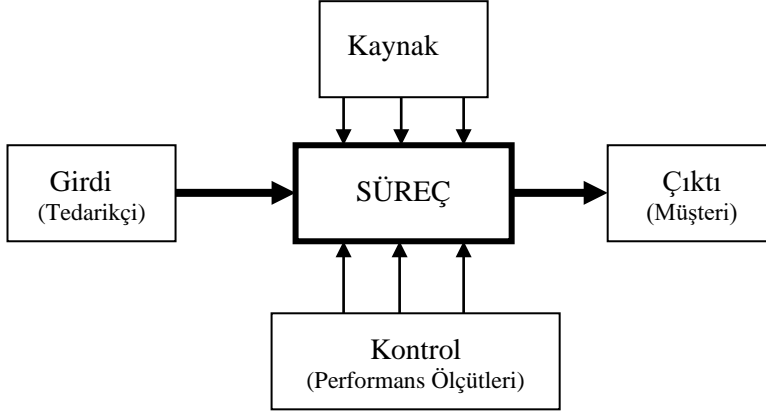 Kaynak
Girdi
(Tedarikçi)
SÜREÇ
Çıktı
(Müşteri)
Kontrol
(Performans Ölçütleri)